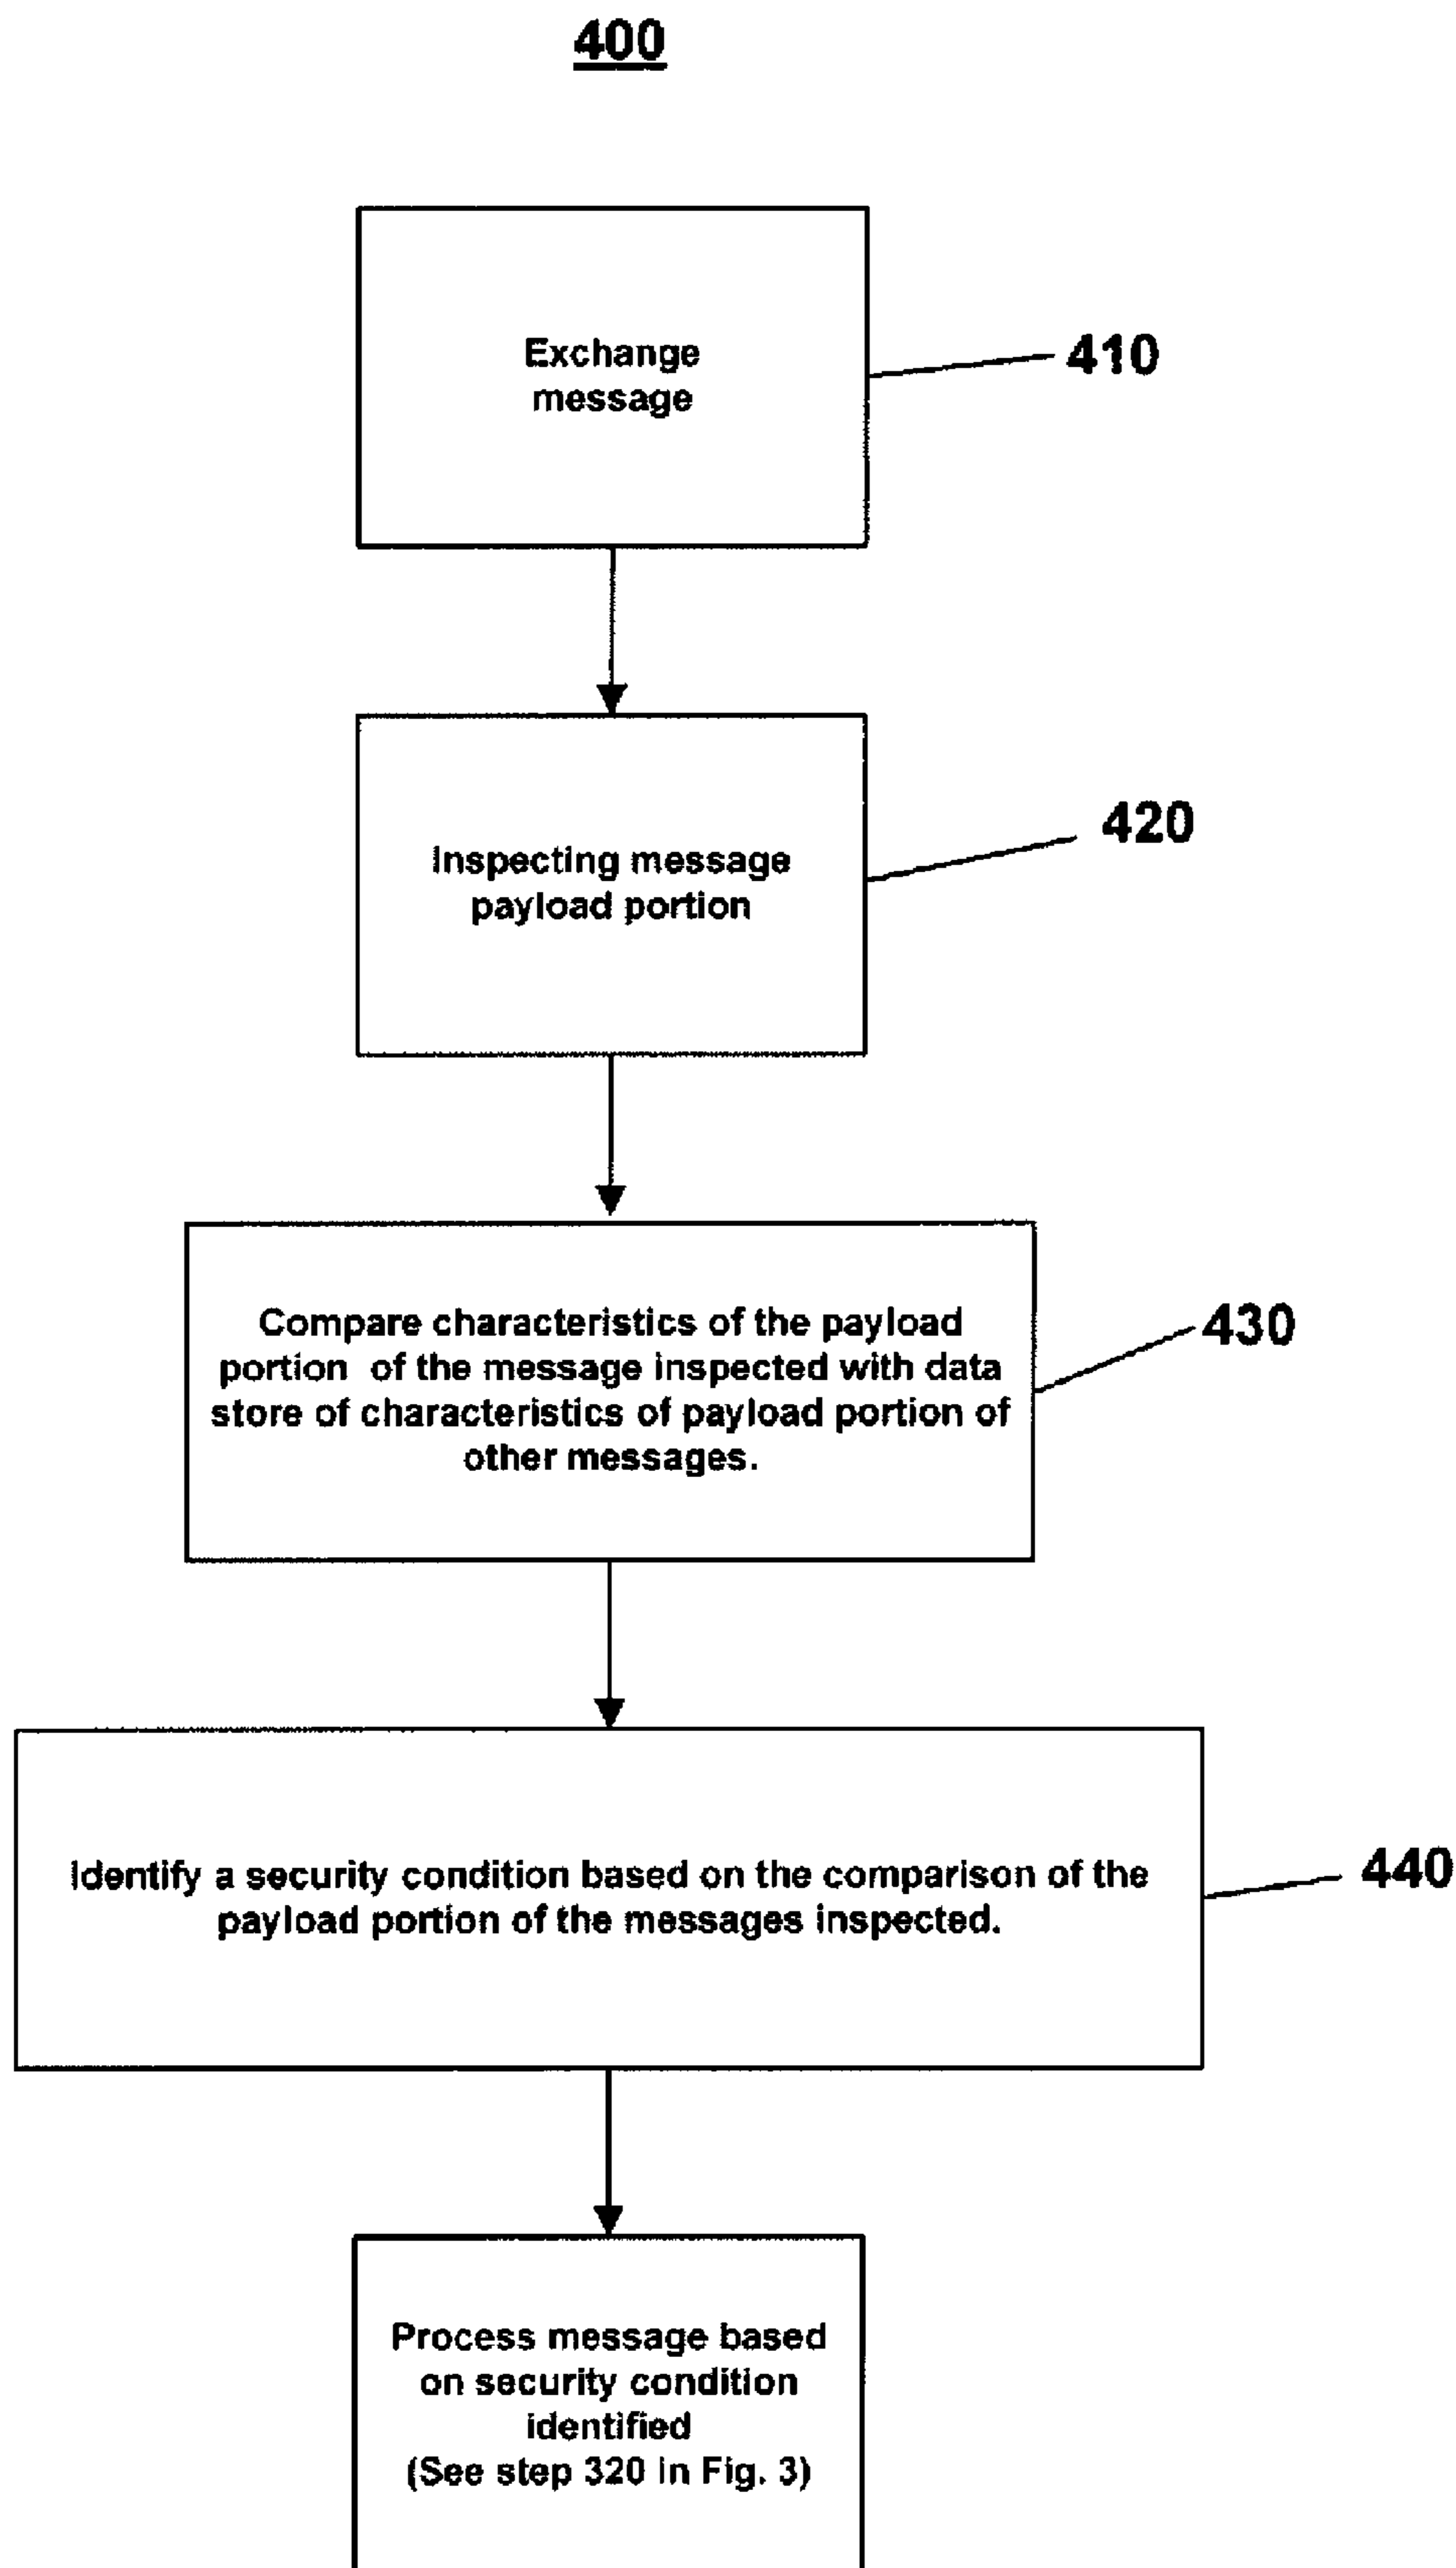 400
Exchange
message
410
Inspecting message
payload portion
420
Compare characteristics of the payload
portion of the message inspected with data
store of characteristics of payload portion of
other messages.
430
Identify a security condition based on the comparison of the
payload portion of the messages inspected.
440
Process message based
on security condition
identified
(See step 320 in Fig. 3)